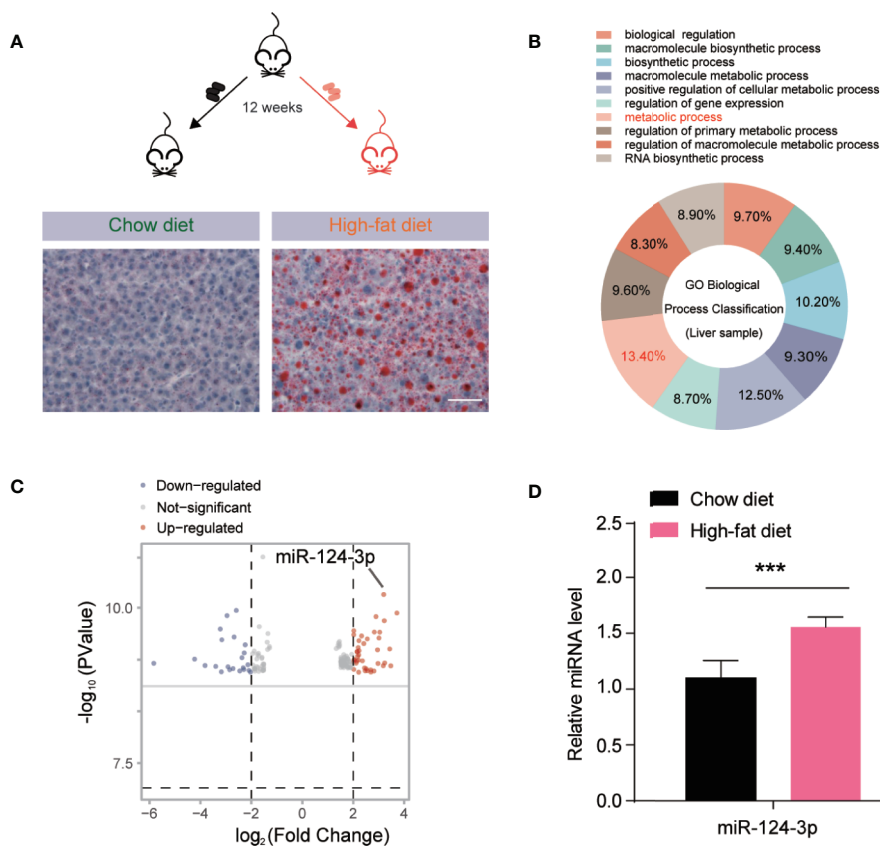 A
12 weeks
Chow diet
High-fat diet
B
biological regulation
macromolecule biosynthetic process
biosynthetic process
macromolecule metabolic process
positive regulation of cellular metabolic process
regulation of gene expression
metabolic process
regulation of primary metabolic process
regulation of macromolecule metabolic process
RNA biosynthetic process
8.90%
9.70%
8.30%
9.40%
9.60%
GO Biological
Process Classification
(Liver sample)
10.20%
13.40%
9.30%
8.70%
12.50%
C
Down−regulated
Not−significant
Up−regulated
miR-124-3p
10.0
7.5
-log10 (PValue)
−6
−4
−2
0
2
4
log2(Fold Change)
D
Chow diet
High-fat diet
***
2.5
2.0
1.5
1.0
0.5
0.0
Relative miRNA level
miR-124-3p